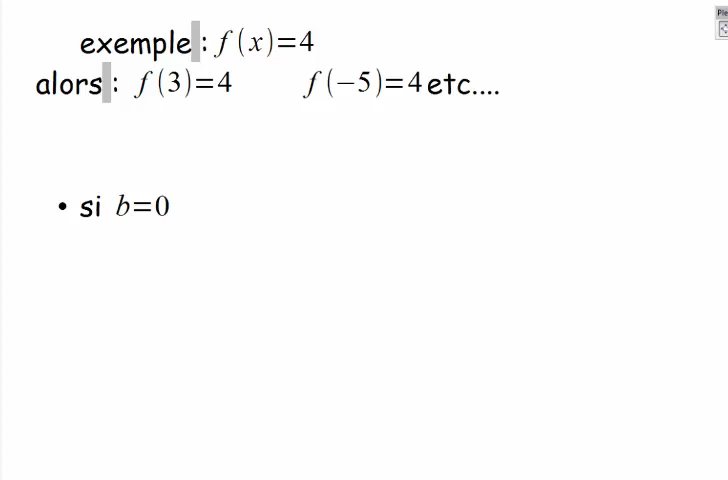 exemple : f(x)=4
alors : f(3)=4 f(−5)=4 etc....
• si b=0